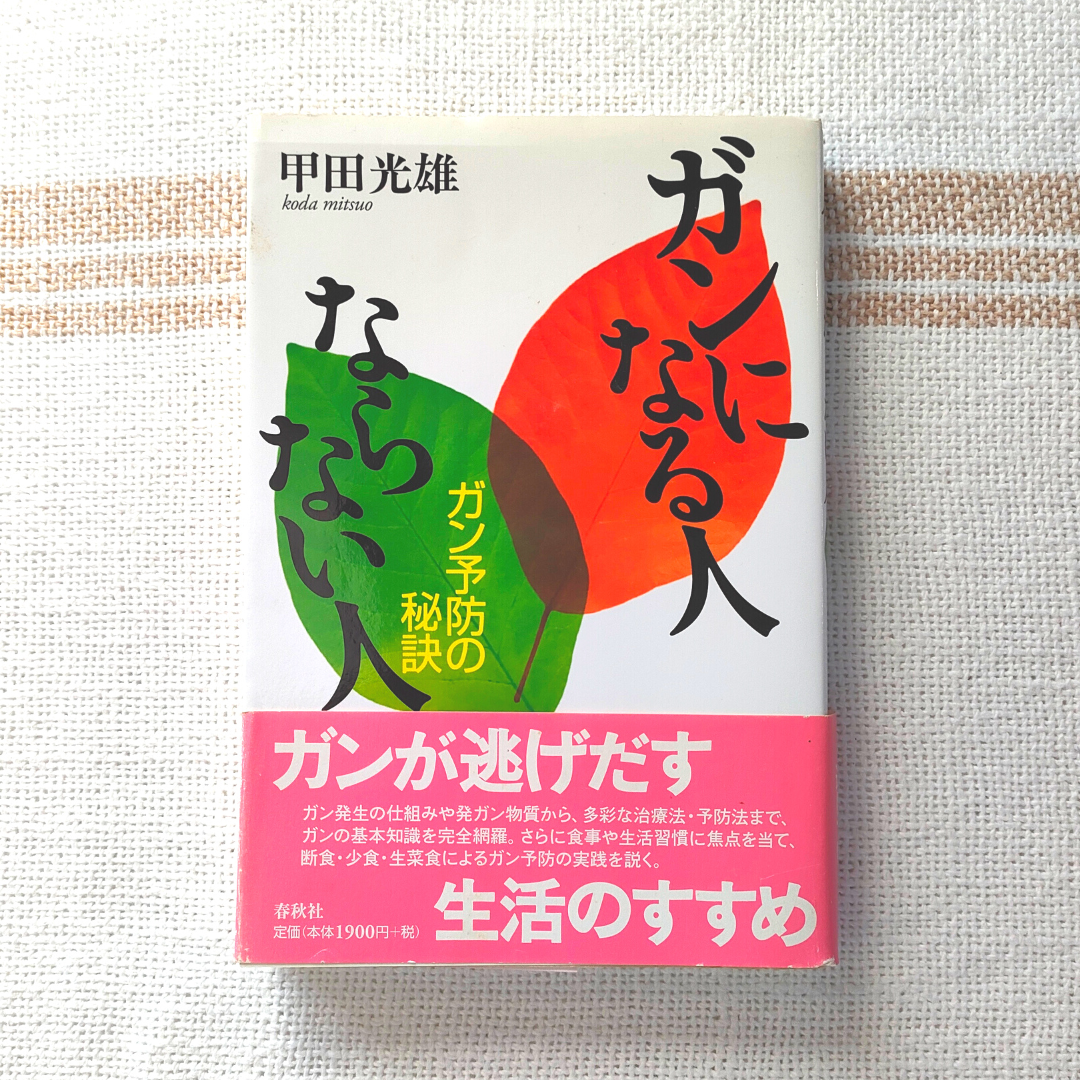 甲田光雄
koda mitsuo
ガンに
なる人
なら
ない人
ガン予防の
秘訣
ガンが逃げだす
ガン発生の仕組みや発ガン物質から、多彩な治療法・予防法まで、
ガンの基本知識を完全網羅。さらに食事や生活習慣に焦点を当て、
断食・少食・生菜食によるガン予防の実践を説く。
生活のすすめ
春秋社
定価(本体1900円+税)